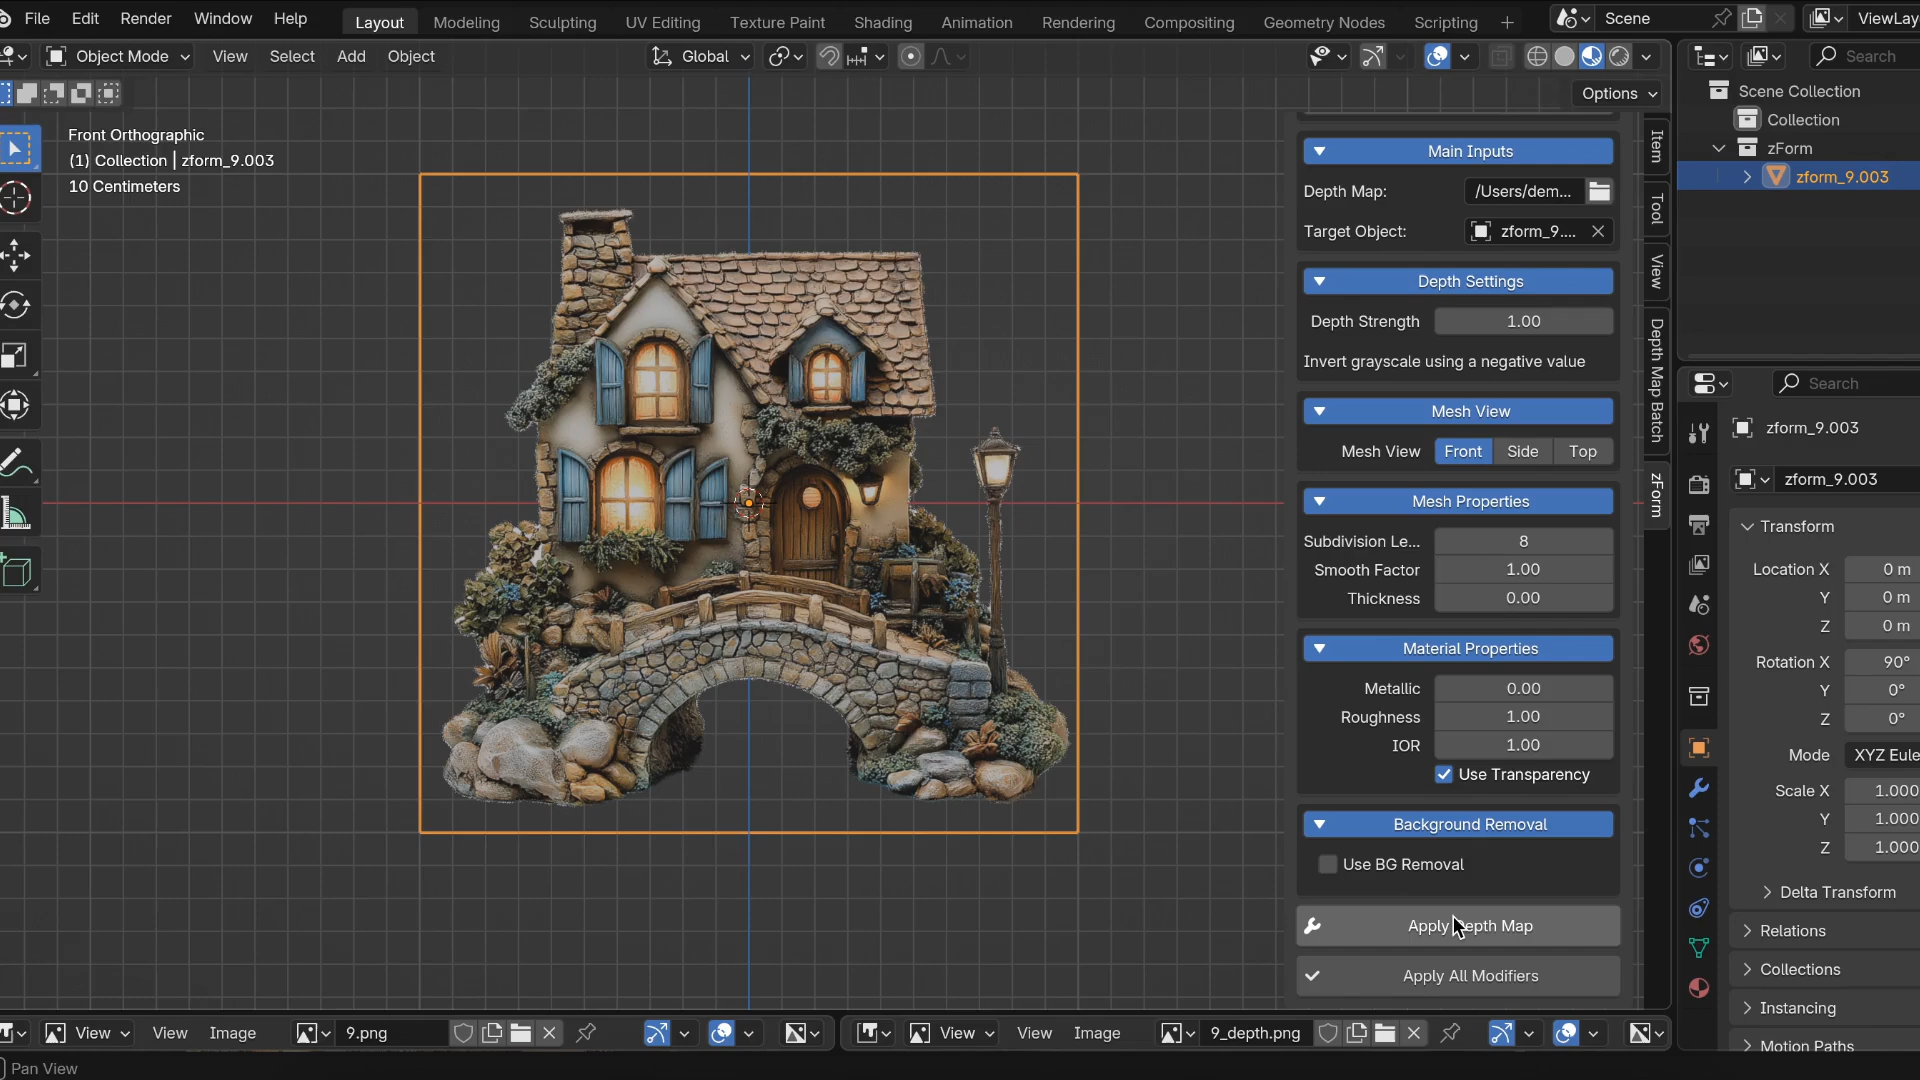 File Edit Render Window Help Layout Modeling Sculpting UV Editing Texture Paint Shading Animation Rendering Compositing Geometry Nodes Scripting + Scene
Object Mode View Select Add Object Global Search
Options
Front Orthographic
(1) Collection | zform_9.003
10 Centimeters
Main Inputs
Depth Map: /Users/dem...
Target Object: zform_9....
Depth Settings
Depth Strength 1.00
Invert grayscale using a negative value
Mesh View
Mesh View Front Side Top
Mesh Properties
Subdivision Le... 8
Smooth Factor 1.00
Thickness 0.00
Material Properties
Metallic 0.00
Roughness 1.00
IOR 1.00
Use Transparency
Background Removal
Use BG Removal
Apply All Modifiers
Item
Tool
View
Depth Map Batch
zForm
Scene Collection
Collection
zForm
zform_9.003
Search
zform_9.003
zform_9.003
Transform
Location X 0 m
Y 0 m
Z 0 m
Rotation X 90°
Y 0°
Z 0°
Mode
Scale X 1.000
Y 1.000
Z 1.000
Delta Transform
Relations
Collections
Instancing
Motion Paths
View View Image 9.png View View Image 9_depth.png
Pan View